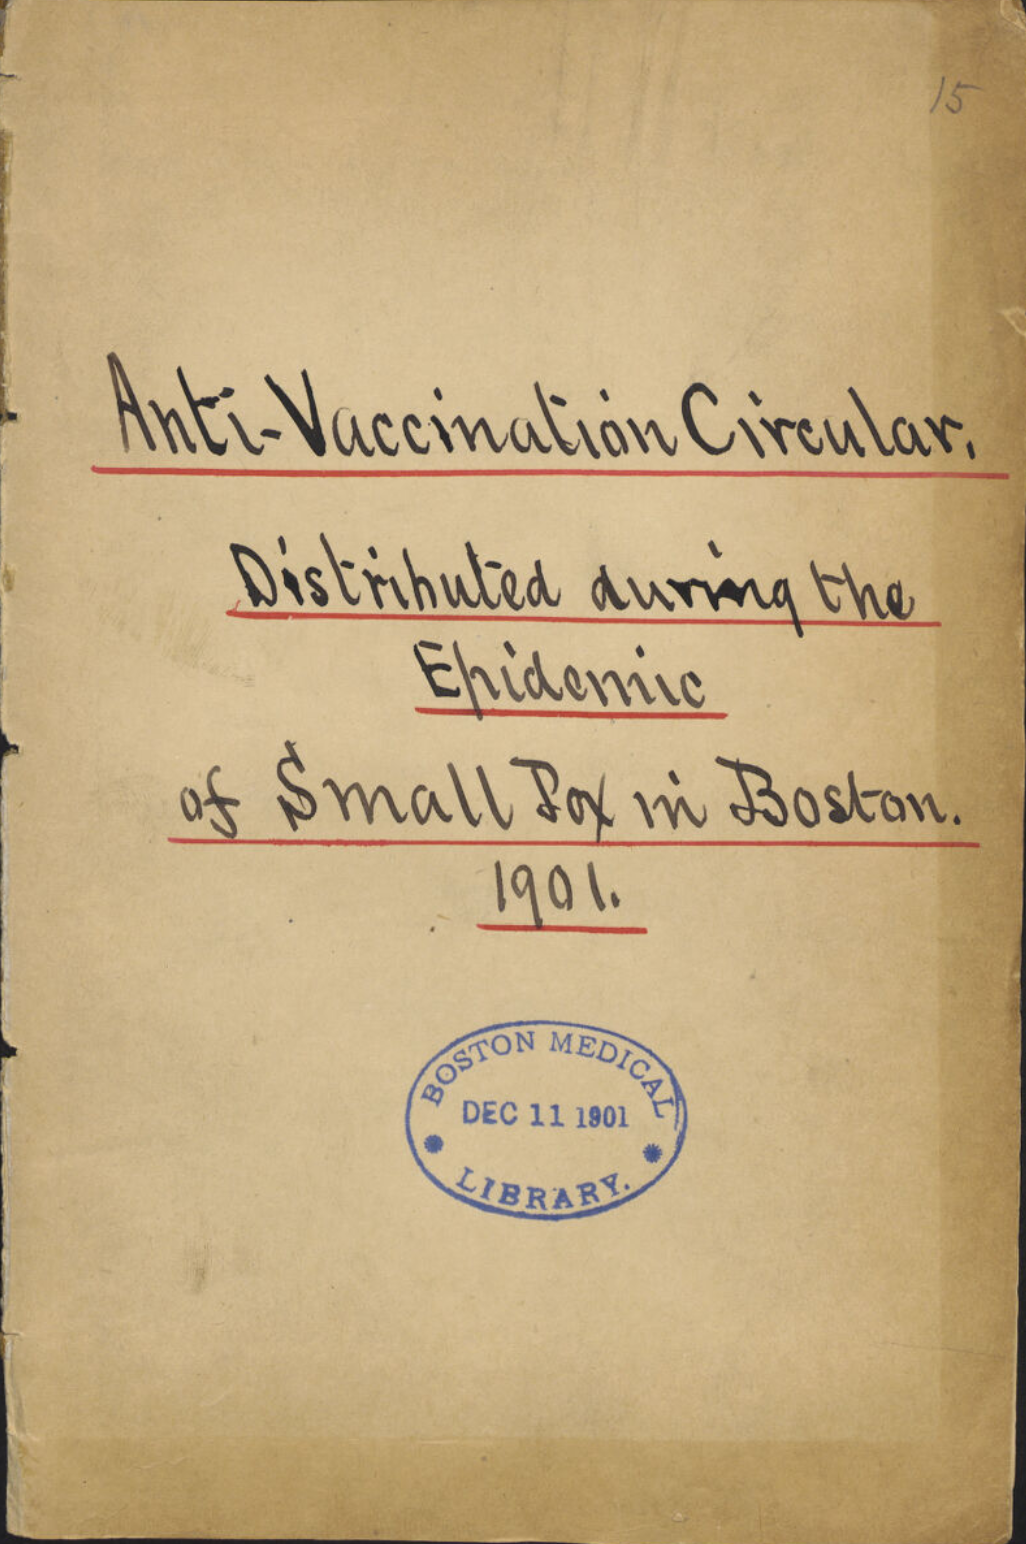 15
Anti-Vaccination Circular.
Distributed during the
Epidemic
of Small Pox in Boston.
1901.
BOSTON MEDICAL
DEC 11 1901
LIBRARY.